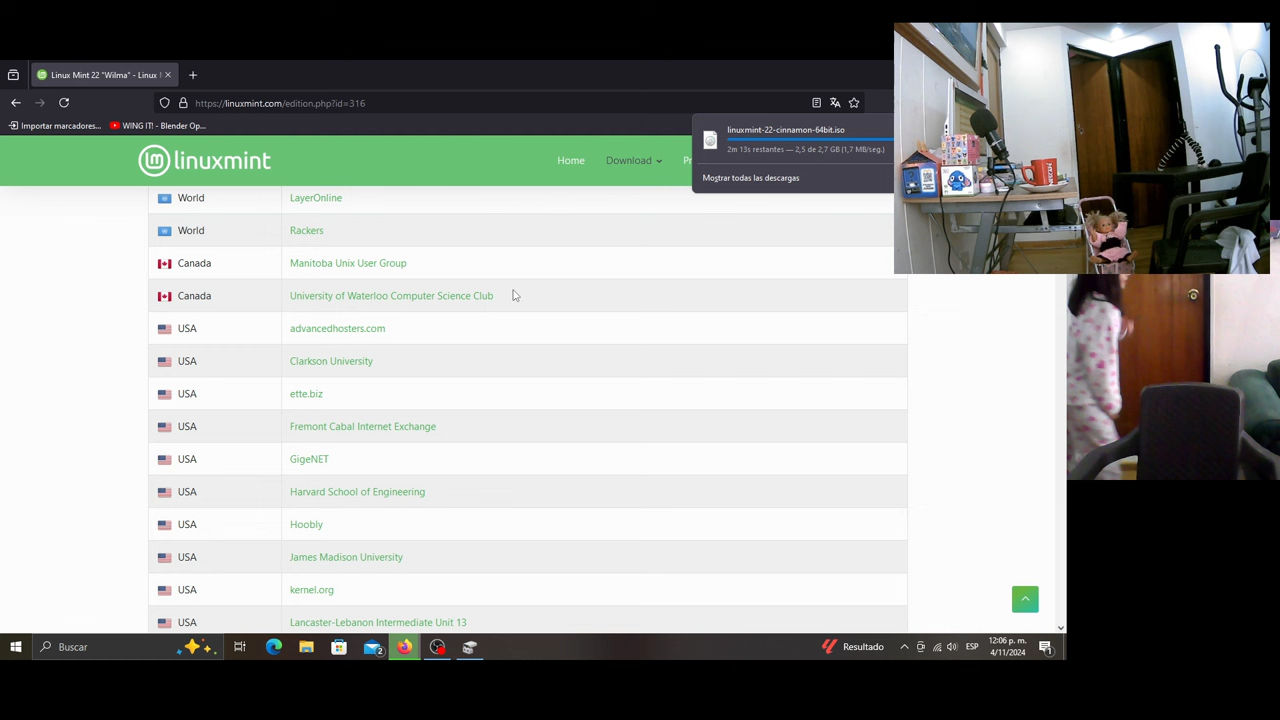 Linux Mint 22 "Wilma" - Linux
https://linuxmint.com/edition.php?id=316
Importar marcadores...
WING IT! - Blender Op...
linuxmint-22-cinnamon-64bit.iso
2m 13s restantes — 2,5 de 2,7 GB (1,7 MB/seg.)
Mostrar todas las descargas
linuxmint
Home
Download
World
LayerOnline
World
Rackers
Canada
Manitoba Unix User Group
Canada
University of Waterloo Computer Science Club
USA
advancedhosters.com
USA
Clarkson University
USA
ette.biz
USA
Fremont Cabal Internet Exchange
USA
GigeNET
USA
Harvard School of Engineering
USA
Hoobly
USA
James Madison University
USA
kernel.org
USA
Lancaster-Lebanon Intermediate Unit 13
Buscar
2
Resultado
ESP
12:06 p. m.
4/11/2024
1